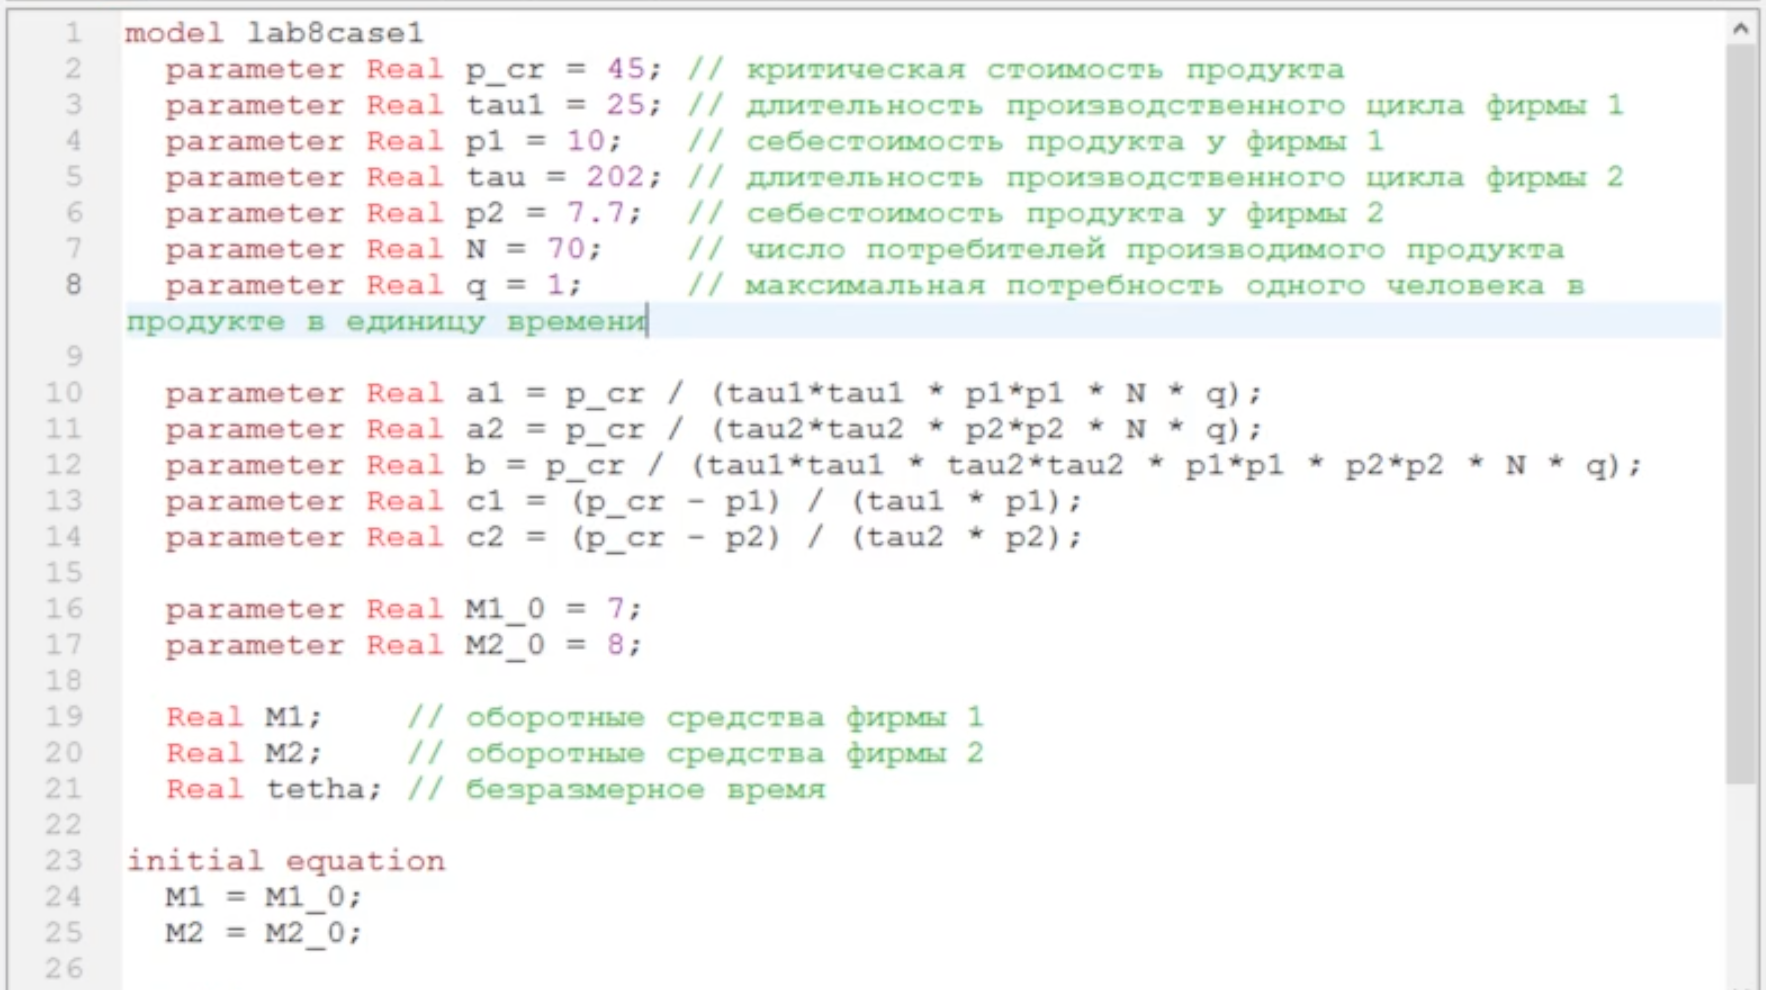 1 model lab8case1
2 parameter Real p_cr = 45; // критическая стоимость продукта
3 parameter Real tau1 = 25; // длительность производственного цикла фирмы 1
4 parameter Real p1 = 10; // себестоимость продукта у фирмы 1
5 parameter Real tau = 202; // длительность производственного цикла фирмы 2
6 parameter Real p2 = 7.7; // себестоимость продукта у фирмы 2
7 parameter Real N = 70; // число потребителей производимого продукта
8 parameter Real q = 1; // максимальная потребность одного человека в
продукте в единицу времени
9
10 parameter Real a1 = p_cr / (tau1*tau1 * p1*p1 * N * q);
11 parameter Real a2 = p_cr / (tau2*tau2 * p2*p2 * N * q);
12 parameter Real b = p_cr / (tau1*tau1 * tau2*tau2 * p1*p1 * p2*p2 * N * q);
13 parameter Real c1 = (p_cr - p1) / (tau1 * p1);
14 parameter Real c2 = (p_cr - p2) / (tau2 * p2);
15
16 parameter Real M1_0 = 7;
17 parameter Real M2_0 = 8;
18
19 Real M1; // оборотные средства фирмы 1
20 Real M2; // оборотные средства фирмы 2
21 Real tetha; // безразмерное время
22
23 initial equation
24 M1 = M1_0;
25 M2 = M2_0;
26